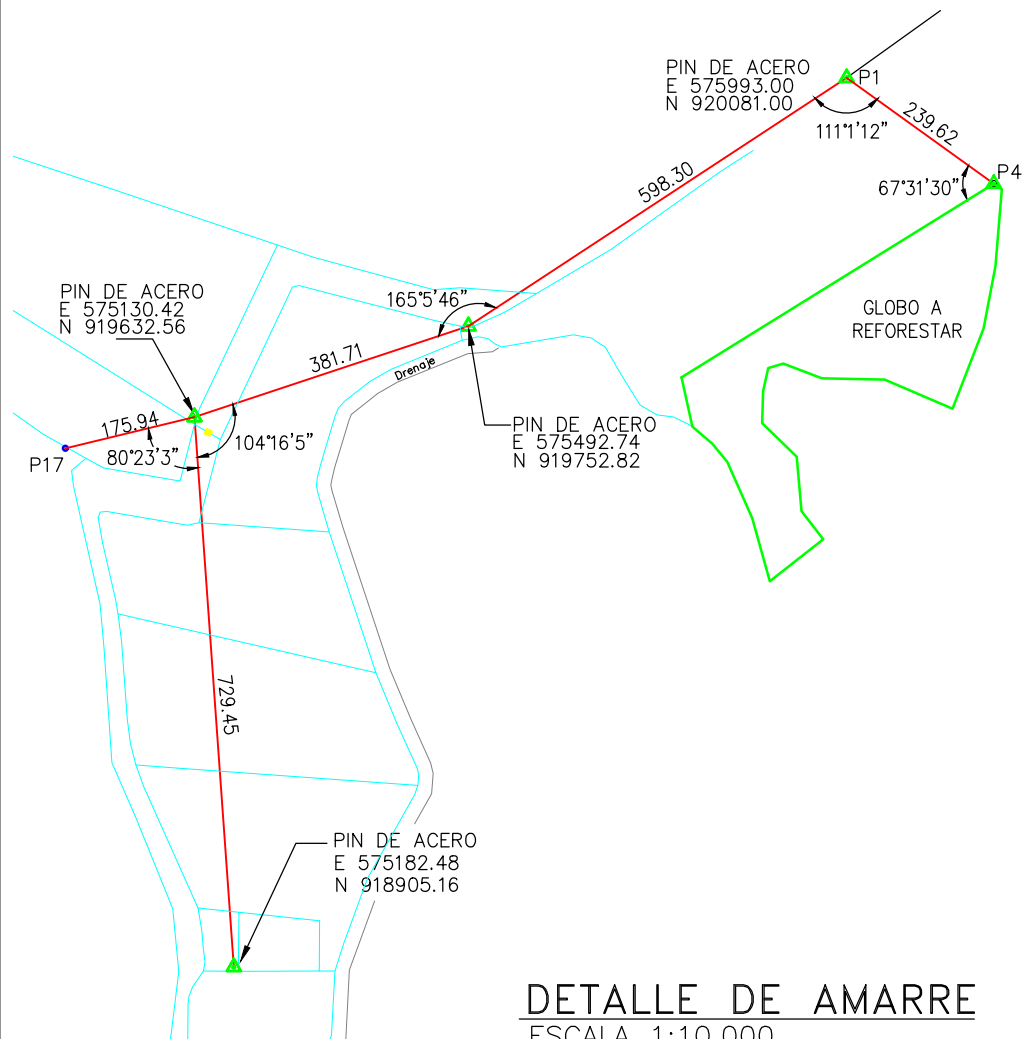 PIN DE ACERO
E 575993.00
N 920081.00
P1
239.62
111°1'12"
P4
67°31'30"
598.30
GLOBO A
REFORESTAR
PIN DE ACERO
E 575130.42
N 919632.56
165°5'46"
381.71
Drenaje
PIN DE ACERO
E 575492.74
N 919752.82
175.94
104°16'5"
80°23'3"
P17
729.45
PIN DE ACERO
E 575182.48
N 918905.16
DETALLE DE AMARRE
ESCALA 1:10,000